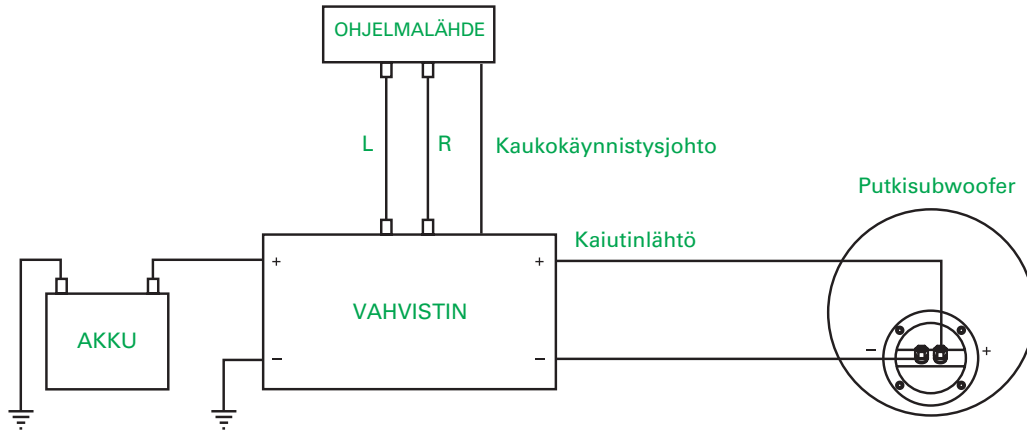 OHJELMALÄHDE
L
R
Kaukokäynnistysjohto
Putkisubwoofer
Kaiutinlähtö
+
+
VAHVISTIN
AKKU
–
–
–
+